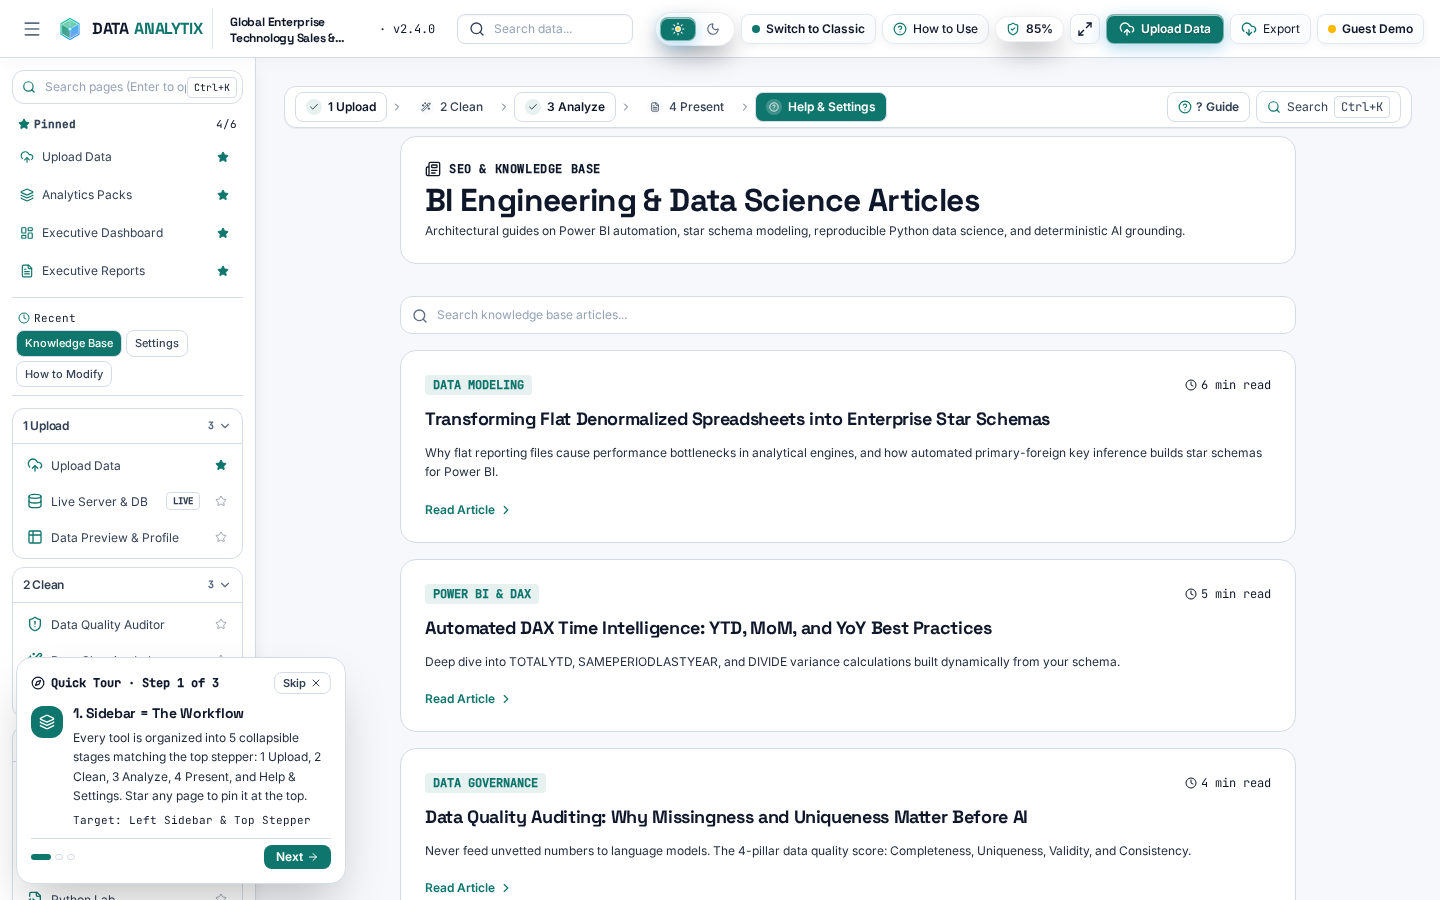 DATA ANALYTIX
Global Enterprise
Technology Sales &...
· v2.4.0
Search data...
Switch to Classic
How to Use
85%
Upload Data
Export
Guest Demo
Search pages (Enter to op
Ctrl+K
Pinned
4/6
Upload Data
Analytics Packs
Executive Dashboard
Executive Reports
Recent
Knowledge Base
Settings
How to Modify
1 Upload
3
Upload Data
Live Server & DB
LIVE
Data Preview & Profile
2 Clean
3
Data Quality Auditor
Quick Tour · Step 1 of 3
Skip
1. Sidebar = The Workflow
Every tool is organized into 5 collapsible
stages matching the top stepper: 1 Upload, 2
Clean, 3 Analyze, 4 Present, and Help &
Settings. Star any page to pin it at the top.
Target: Left Sidebar & Top Stepper
Next
Python Lab
1 Upload
2 Clean
3 Analyze
4 Present
Help & Settings
? Guide
Search
Ctrl+K
SEO & KNOWLEDGE BASE
BI Engineering & Data Science Articles
Architectural guides on Power BI automation, star schema modeling, reproducible Python data science, and deterministic AI grounding.
Search knowledge base articles...
DATA MODELING
6 min read
Transforming Flat Denormalized Spreadsheets into Enterprise Star Schemas
Why flat reporting files cause performance bottlenecks in analytical engines, and how automated primary-foreign key inference builds star schemas
for Power BI.
Read Article
POWER BI & DAX
5 min read
Automated DAX Time Intelligence: YTD, MoM, and YoY Best Practices
Deep dive into TOTALYTD, SAMEPERIODLASTYEAR, and DIVIDE variance calculations built dynamically from your schema.
Read Article
DATA GOVERNANCE
4 min read
Data Quality Auditing: Why Missingness and Uniqueness Matter Before AI
Never feed unvetted numbers to language models. The 4-pillar data quality score: Completeness, Uniqueness, Validity, and Consistency.
Read Article